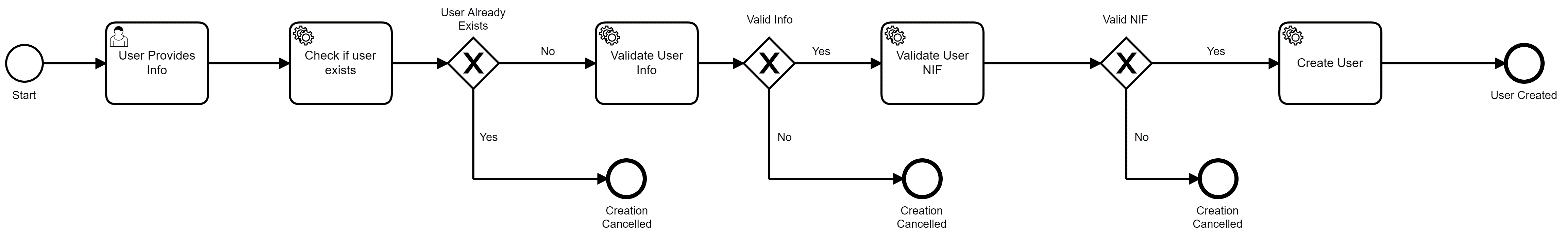 User Already
Exists
Valid Info
Valid NIF
User Provides
Info
Check if user
exists
No
Validate User
Info
Yes
Validate User
NIF
Yes
Create User
Start
User Created
Yes
No
No
Creation
Cancelled
Creation
Cancelled
Creation
Cancelled